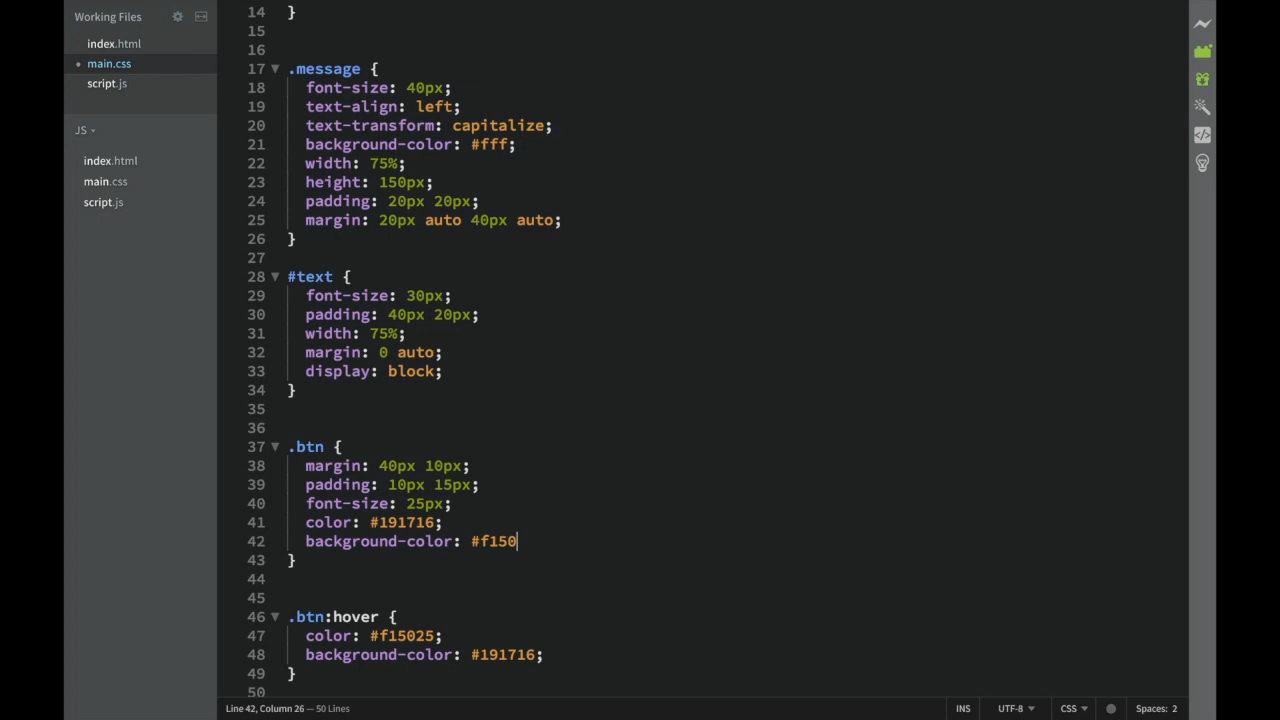 Working Files
index.html
main.css
script.js
JS
index.html
main.css
script.js
14 }
15
16
17 .message {
18 font-size: 40px;
19 text-align: left;
20 text-transform: capitalize;
21 background-color: #fff;
22 width: 75%;
23 height: 150px;
24 padding: 20px 20px;
25 margin: 20px auto 40px auto;
26 }
27
28 #text {
29 font-size: 30px;
30 padding: 40px 20px;
31 width: 75%;
32 margin: 0 auto;
33 display: block;
34 }
35
36
37 .btn {
38 margin: 40px 10px;
39 padding: 10px 15px;
40 font-size: 25px;
41 color: #191716;
42 background-color: #f150
43 }
44
45
46 .btn:hover {
47 color: #f15025;
48 background-color: #191716;
49 }
50
Line 42, Column 26 — 50 Lines
INS UTF-8 CSS Spaces: 2